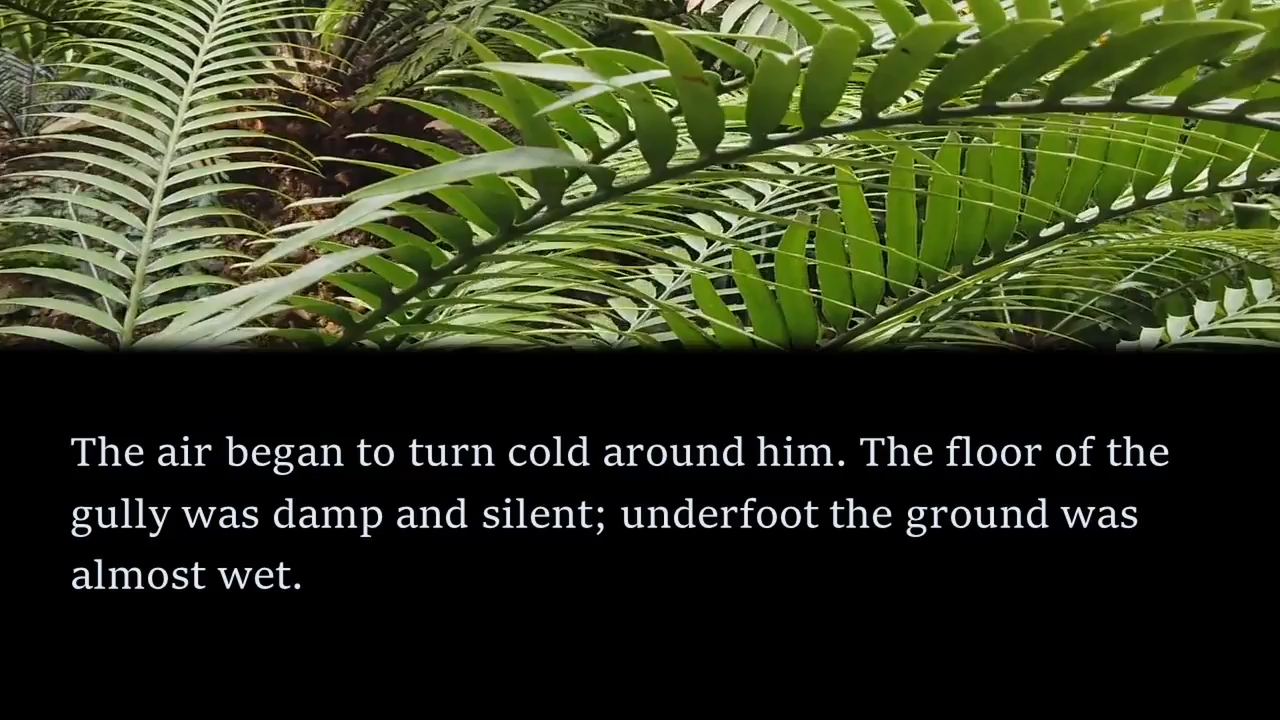 The air began to turn cold around him. The floor of the
gully was damp and silent; underfoot the ground was
almost wet.